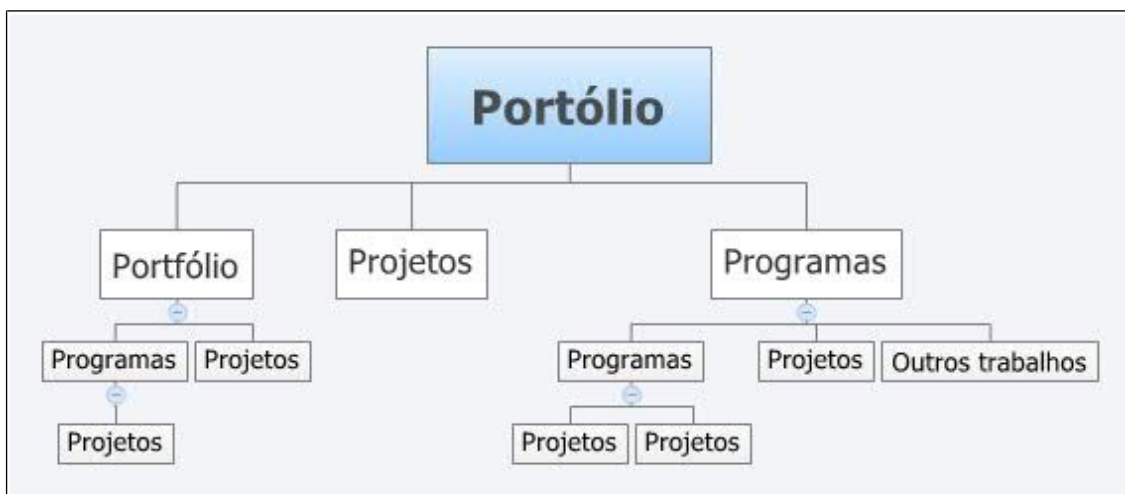 Portólio
Portfólio
Projetos
Programas
Programas
Projetos
Programas
Projetos
Outros trabalhos
Projetos
Projetos
Projetos